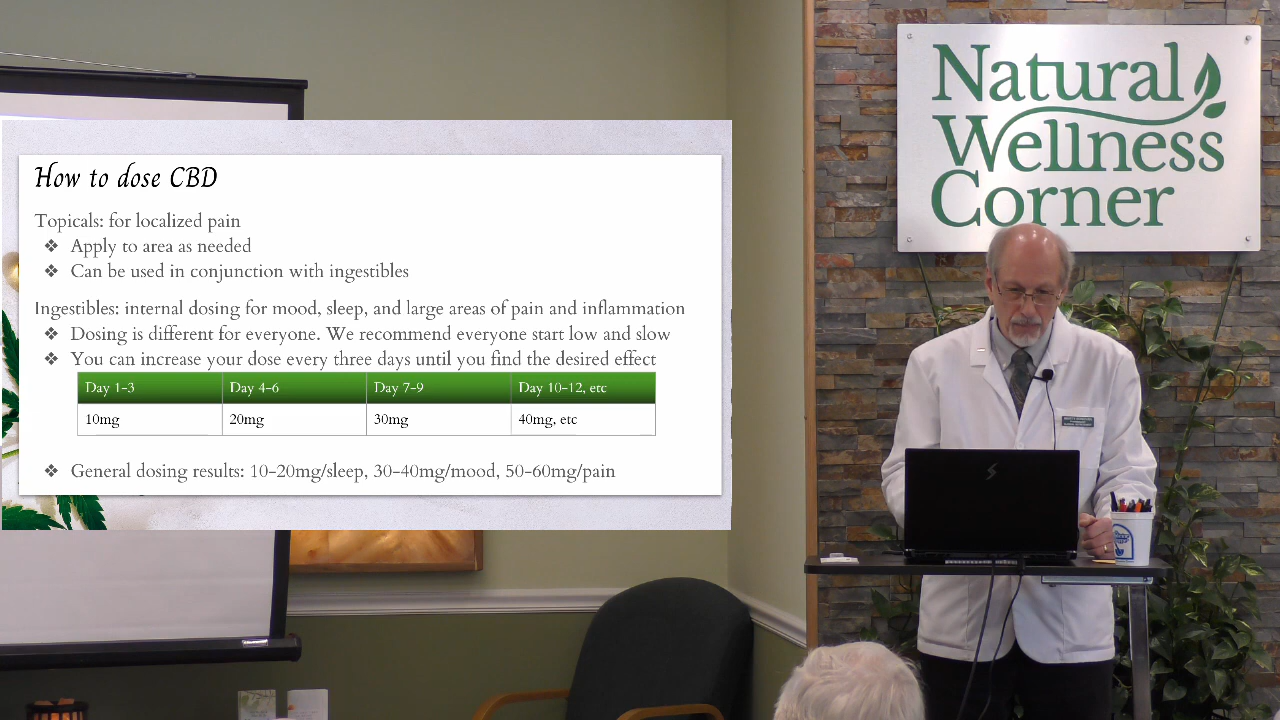 How to dose CBD
Topicals: for localized pain
❖ Apply to area as needed
❖ Can be used in conjunction with ingestibles
Ingestibles: internal dosing for mood, sleep, and large areas of pain and inflammation
❖ Dosing is different for everyone. We recommend everyone start low and slow
❖ You can increase your dose every three days until you find the desired effect
Day 1-3 Day 4-6 Day 7-9 Day 10-12, etc
10mg 20mg 30mg 40mg, etc
❖ General dosing results: 10-20mg/sleep, 30-40mg/mood, 50-60mg/pain
Natural
Wellness
Corner